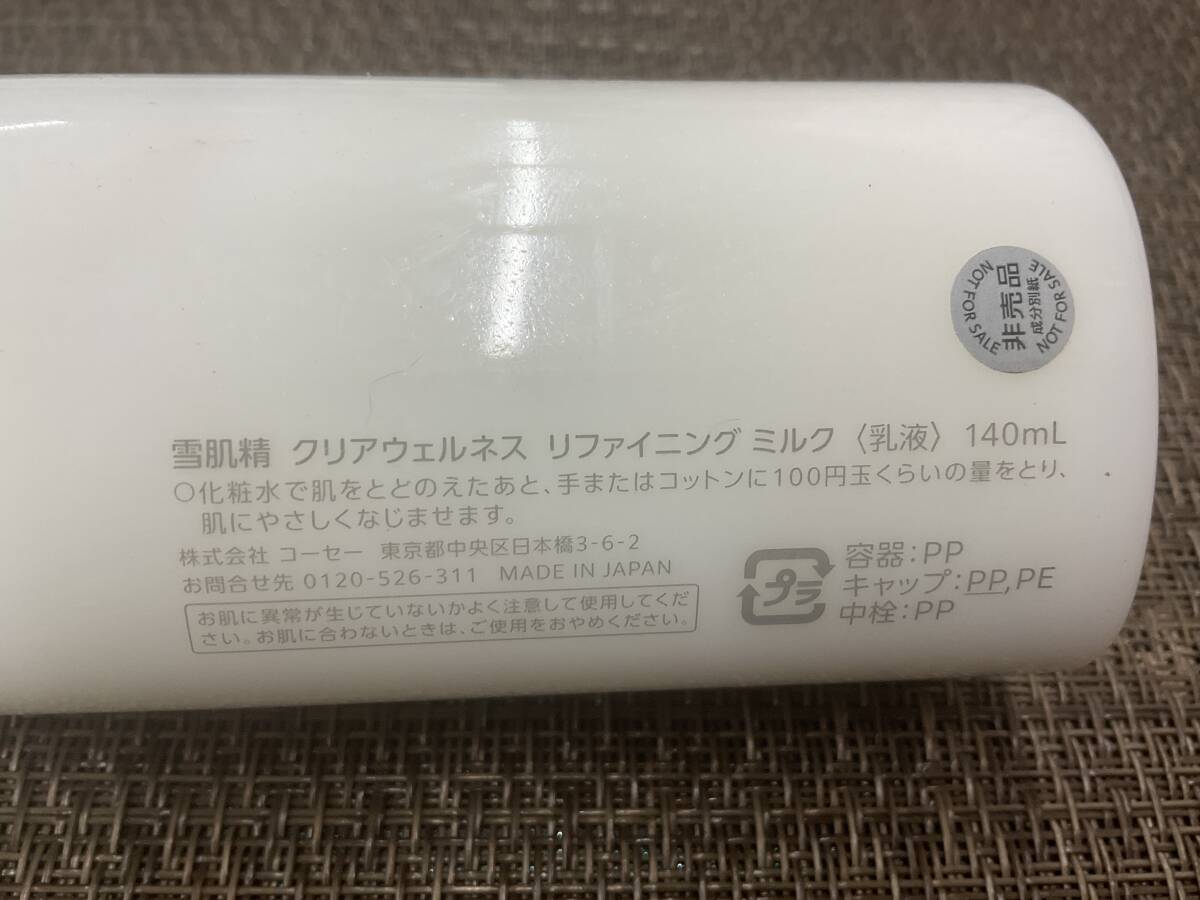 NOT FOR SALE
非売品
成分別紙
NOT FOR SALE
雪肌精 クリアウェルネス リファイニング ミルク〈乳液〉 140mL
○化粧水で肌をととのえたあと、手またはコットンに100円玉くらいの量をとり、
肌にやさしくなじませます。
株式会社 コーセー 東京都中央区日本橋3-6-2
お問合せ先 0120-526-311 MADE IN JAPAN
お肌に異常が生じていないかよく注意して使用してくだ
さい。お肌に合わないときは、ご使用をおやめください。
プラ
容器:PP
キャップ:PP,PE
中栓:PP